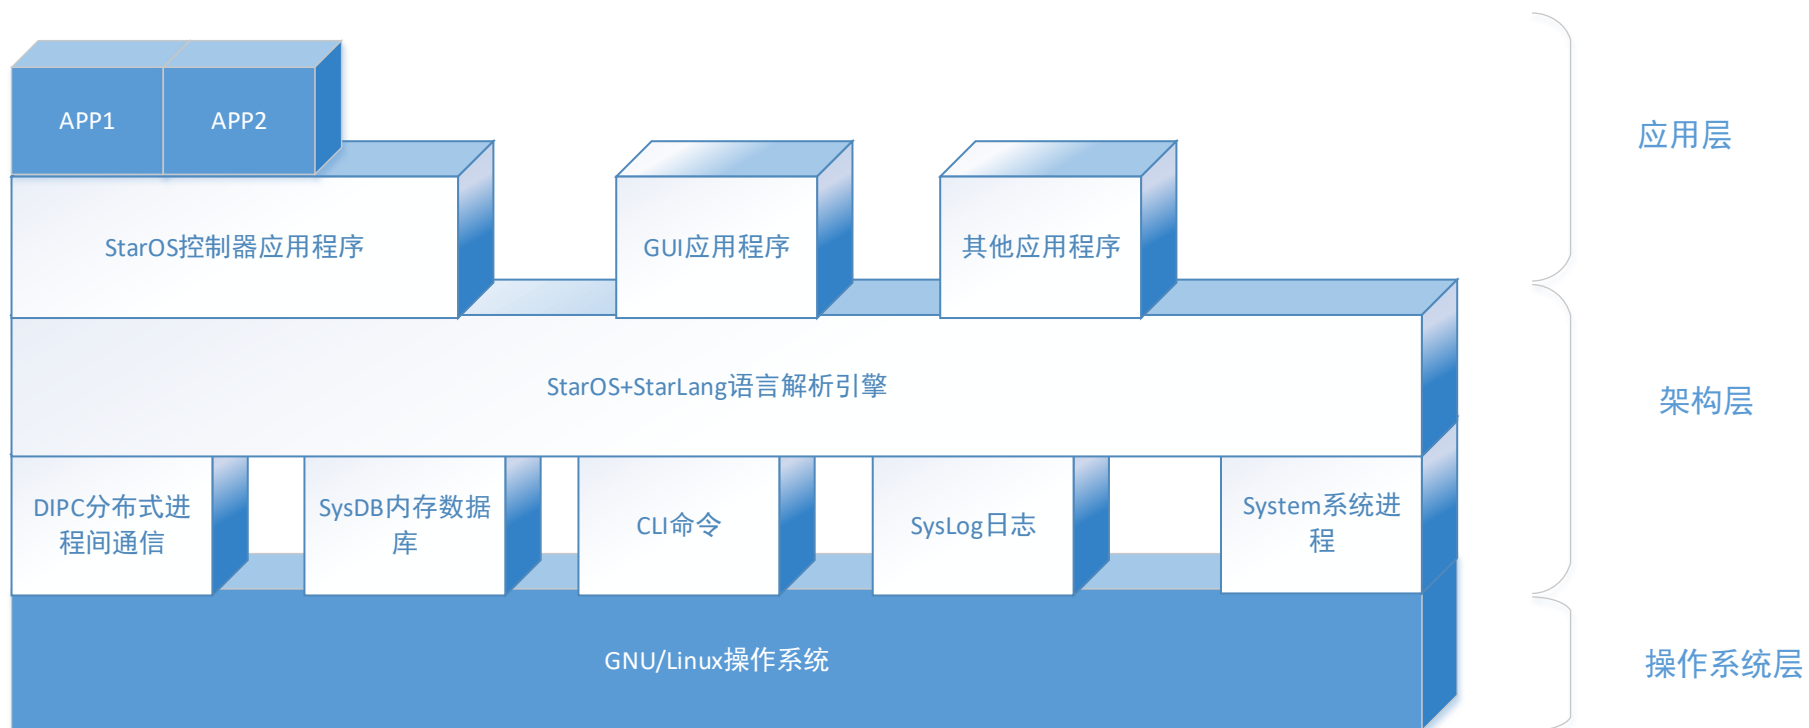 APP1
APP2
应用层
StarOS控制器应用程序
GUI应用程序
其他应用程序
StarOS+StarLang语言解析引擎
架构层
DIPC分布式进
程间通信
SysDB内存数据
库
CLI命令
SysLog日志
System系统进
程
GNU/Linux操作系统
操作系统层